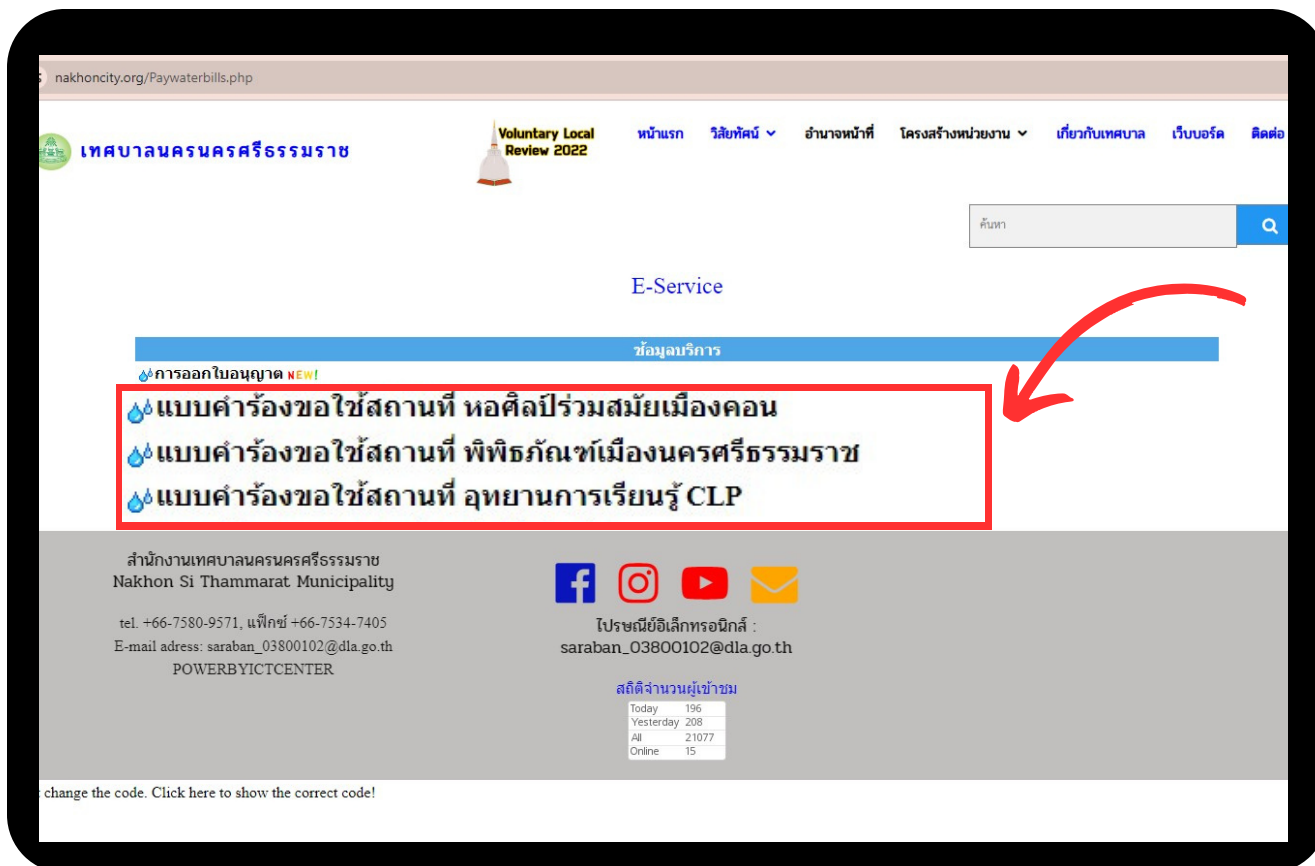 nakhoncity.org/Paywaterbills.php
เทศบาลนครนครศรีธรรมราช
Voluntary Local
Review 2022
หน้าแรก วิสัยทัศน์ อำนาจหน้าที่ โครงสร้างหน่วยงาน เกี่ยวกับเทศบาล เว็บบอร์ด ติดต่อ
ค้นหา
E-Service
ข้อมูลบริการ
การออกใบอนุญาต NEW!
แบบคำร้องขอใช้สถานที่ หอศิลป์ร่วมสมัยเมืองคอน
แบบคำร้องขอใช้สถานที่ พิพิธภัณฑ์เมืองนครศรีธรรมราช
แบบคำร้องขอใช้สถานที่ อุทยานการเรียนรู้ CLP
สำนักงานเทศบาลนครนครศรีธรรมราช
Nakhon Si Thammarat Municipality
tel. +66-7580-9571, แฟ็กซ์ +66-7534-7405
E-mail adress: saraban_03800102@dla.go.th
POWERBYICTCENTER
ไปรษณีย์อิเล็กทรอนิกส์ :
saraban_03800102@dla.go.th
สถิติจำนวนผู้เข้าชม
Today 196
Yesterday 208
All 21077
Online 15
change the code. Click here to show the correct code!